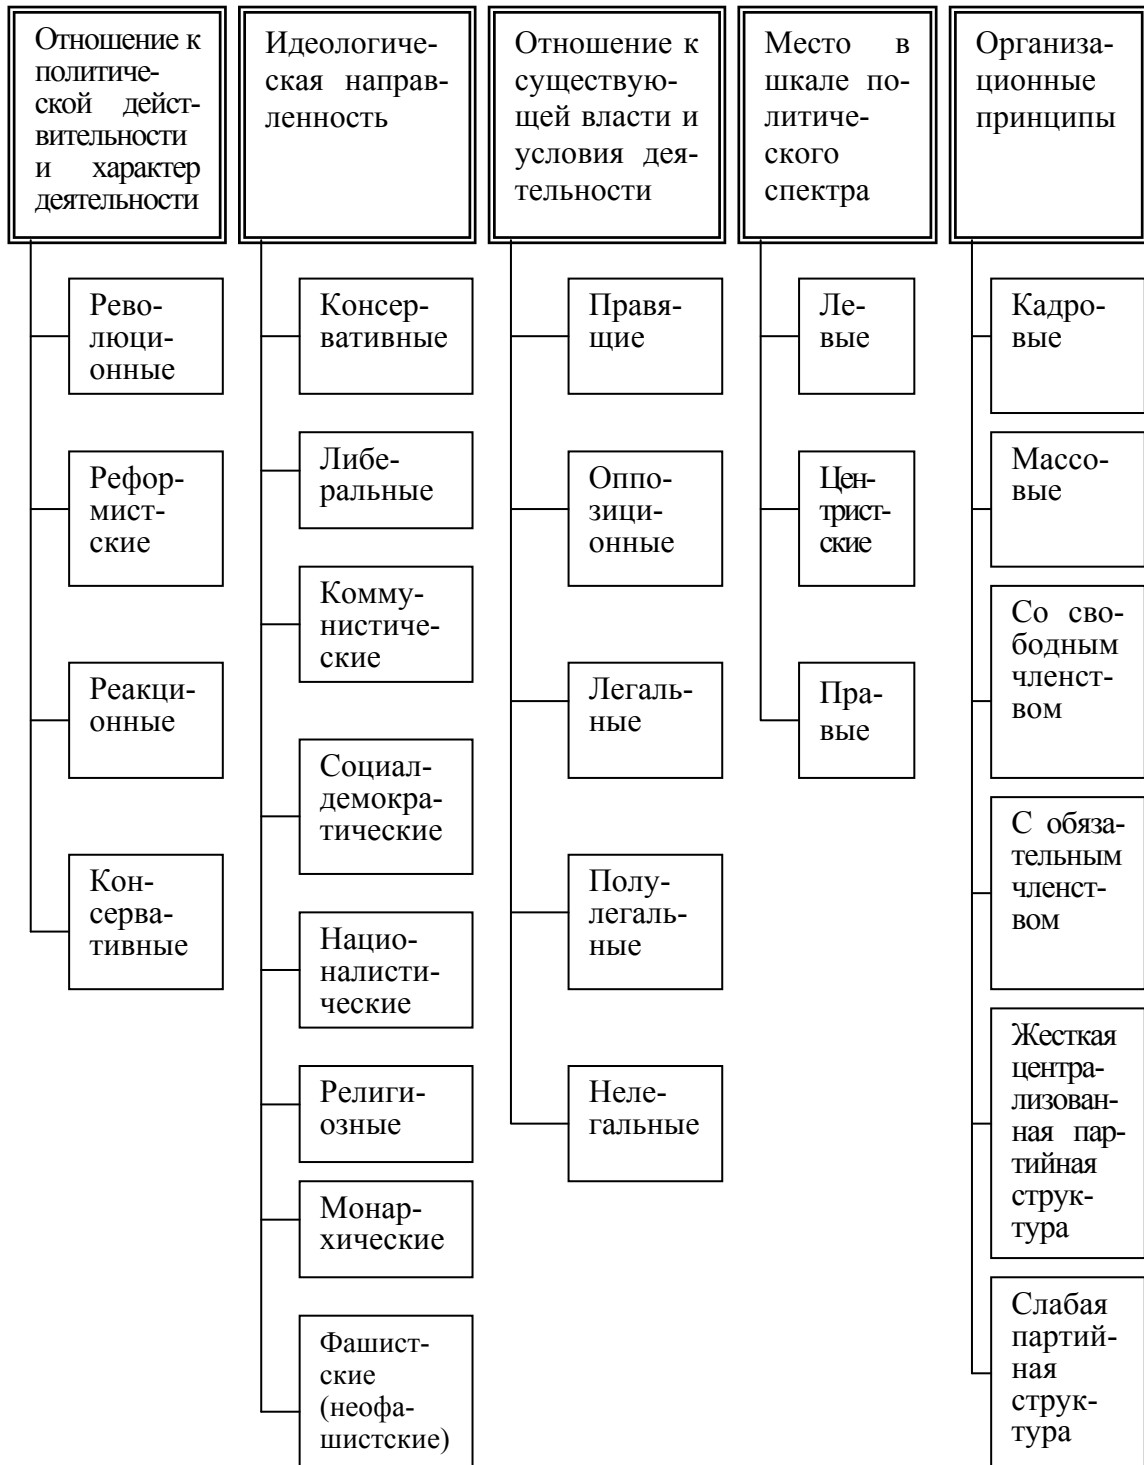 Отношение к
политиче-
ской дейст-
вительности
и характер
деятельности
Революци-
Рево-
люци-
онные
Рефор-
мист-
ские
Реакци-
онные
Кон-
серва-
тивные
Идеологиче-
ская направ-
ленность
Консер-
вативные
Либе-
ральные
Комму-
нистиче-
ские
Социал-
демокра-
тические
Нацио-
налисти-
ческие
Религи-
озные
Монар-
хические
Фашист-
ские
(неофа-
шистские)
Отношение к
существую-
щей власти и
условия дея-
тельности
Правя-
щие
Оппо-
зици-
онные
Легаль-
ные
Полу-
легаль-
ные
Неле-
гальные
Место в
шкале по-
литиче-
ского
спектра
Ле-
вые
Цен-
трист-
ские
Пра-
вые
Организа-
ционные
принципы
Кадро-
вые
Массо-
вые
Со сво-
бодным
членст-
вом
С обяза-
тельным
членст-
вом
Жесткая
центра-
лизован-
ная пар-
тийная
струк-
тура
Слабая
партий-
ная
струк-
тура